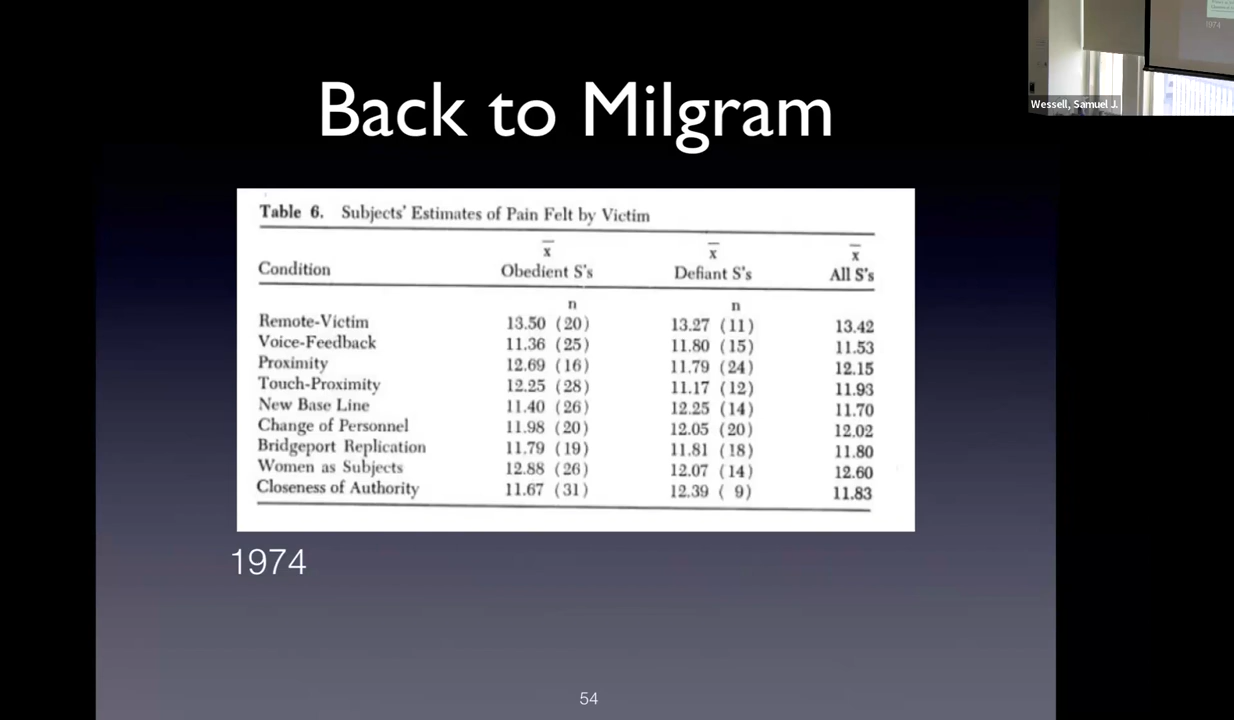 Back to Milgram
Wessell, Samuel J.
1974
Table 6. Subjects' Estimates of Pain Felt by Victim
x̄ x̄ x̄
Condition Obedient S's Defiant S's All S's
n n
Remote-Victim 13.50 (20) 13.27 (11) 13.42
Voice-Feedback 11.36 (25) 11.80 (15) 11.53
Proximity 12.69 (16) 11.79 (24) 12.15
Touch-Proximity 12.25 (28) 11.17 (12) 11.93
New Base Line 11.40 (26) 12.25 (14) 11.70
Change of Personnel 11.98 (20) 12.05 (20) 12.02
Bridgeport Replication 11.79 (19) 11.81 (18) 11.80
Women as Subjects 12.88 (26) 12.07 (14) 12.60
Closeness of Authority 11.67 (31) 12.39 ( 9) 11.83
1974
54